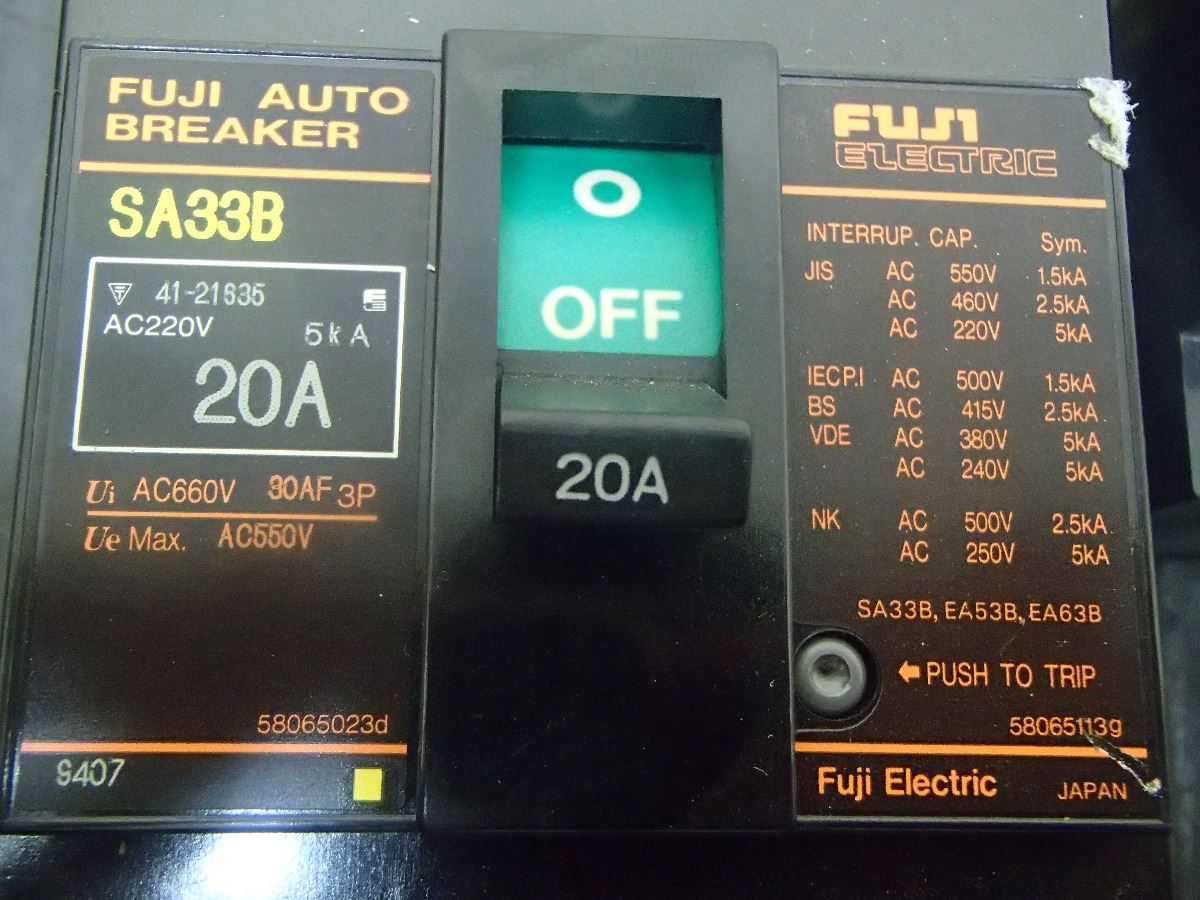 FUJI AUTO
BREAKER
SA33B
41-21635
AC220V 5kA
20A
Ui AC660V 30AF 3P
Ue Max. AC550V
58065023d
9407
O
OFF
20A
FUJI
ELECTRIC
INTERRUP. CAP. Sym.
JIS AC 550V 1.5kA
AC 460V 2.5kA
AC 220V 5kA
IECP.I AC 500V 1.5kA
BS AC 415V 2.5kA
VDE AC 380V 5kA
AC 240V 5kA
NK AC 500V 2.5kA
AC 250V 5kA
SA33B, EA53B, EA63B
PUSH TO TRIP
58065113g
Fuji Electric JAPAN